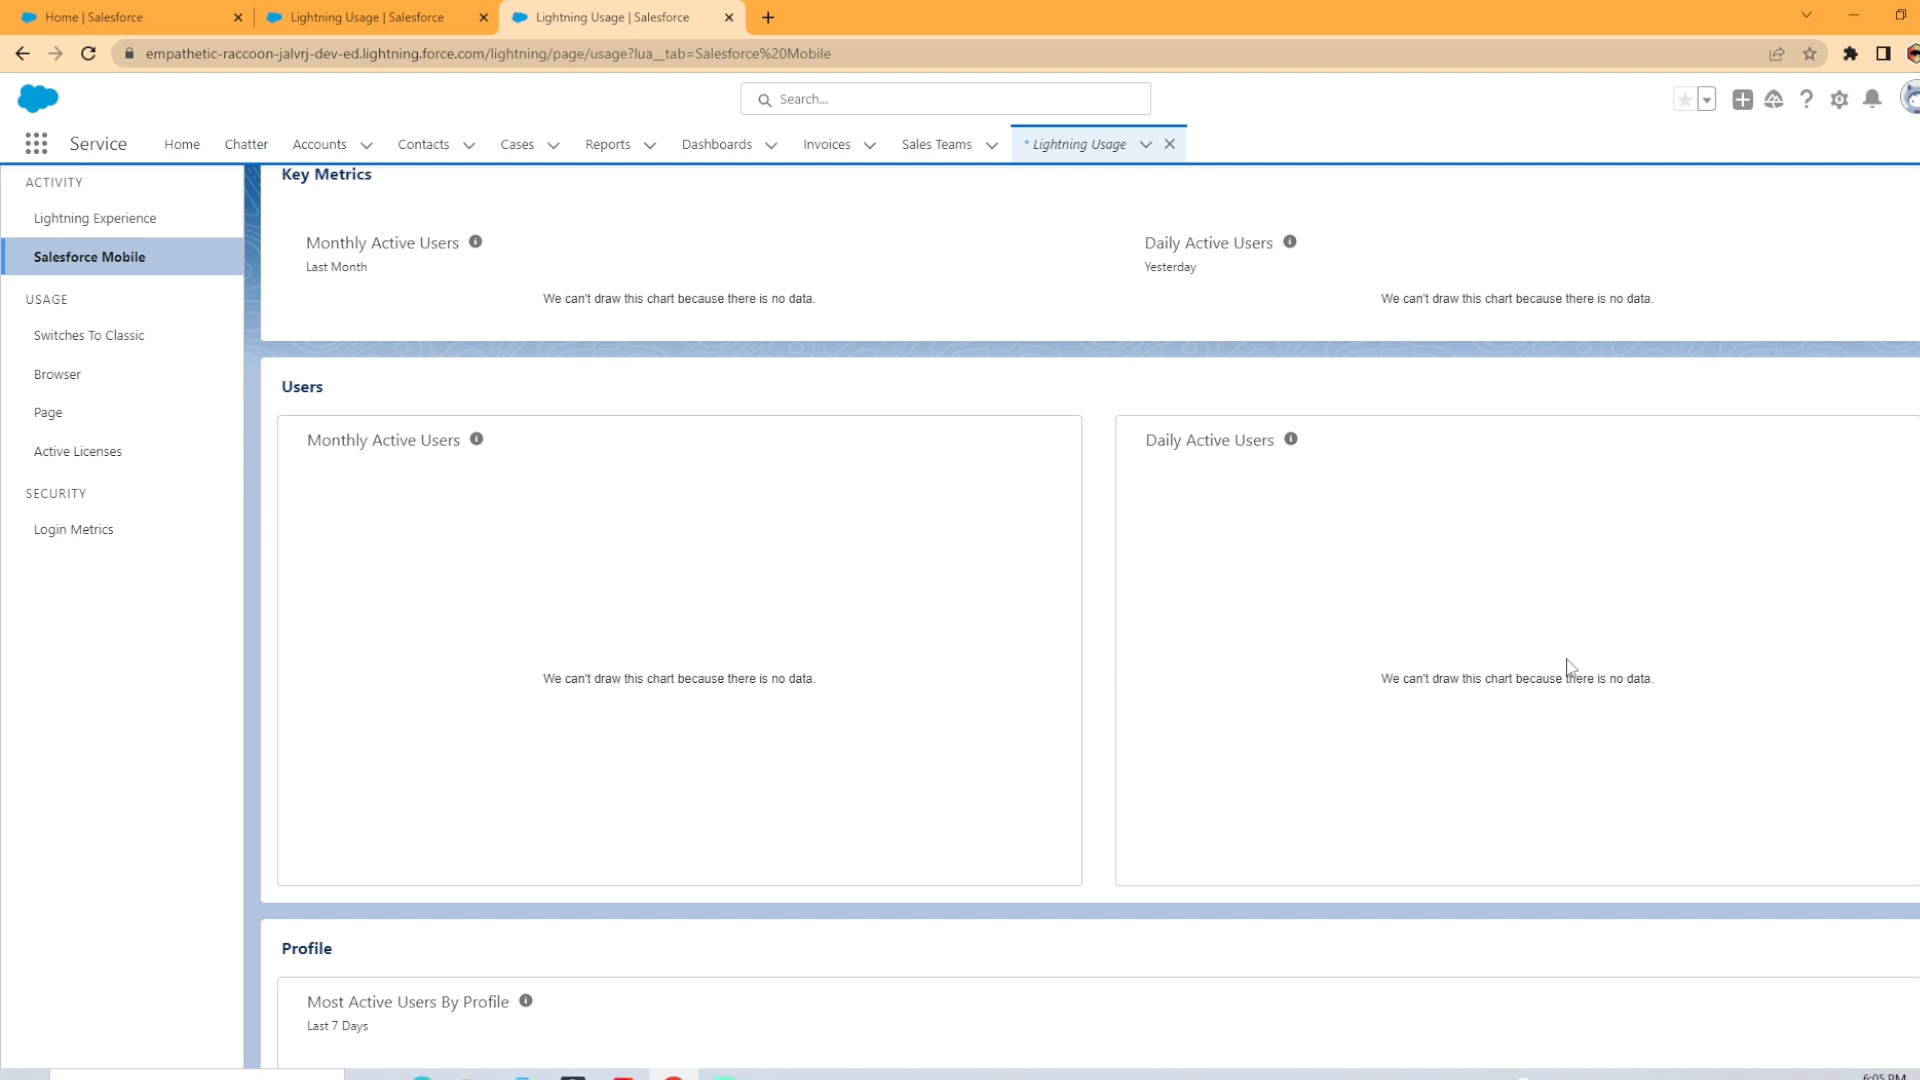 Home | Salesforce
Lightning Usage | Salesforce
Lightning Usage | Salesforce
empathetic-raccoon-jalvrj-dev-ed.lightning.force.com/lightning/page/usage?lua__tab=Salesforce%20Mobile
Search...
Service
Home
Chatter
Accounts
Contacts
Cases
Reports
Dashboards
Invoices
Sales Teams
* Lightning Usage
ACTIVITY
Lightning Experience
Salesforce Mobile
USAGE
Switches To Classic
Browser
Page
Active Licenses
SECURITY
Login Metrics
Key Metrics
Monthly Active Users
Last Month
We can't draw this chart because there is no data.
Daily Active Users
Yesterday
We can't draw this chart because there is no data.
Users
Monthly Active Users
We can't draw this chart because there is no data.
Daily Active Users
We can't draw this chart because there is no data.
Profile
Most Active Users By Profile
Last 7 Days
6:05 PM